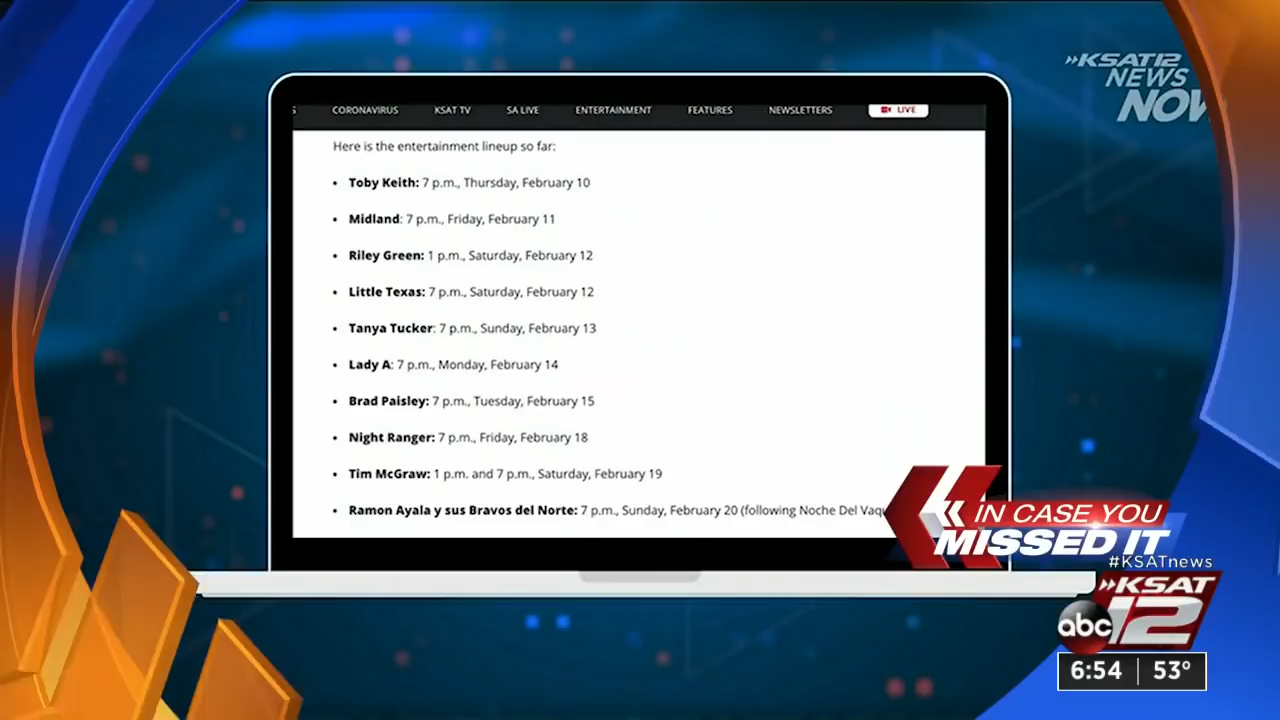 KSAT12
NEWS
NOW
S CORONAVIRUS KSAT TV SA LIVE ENTERTAINMENT FEATURES NEWSLETTERS LIVE
Here is the entertainment lineup so far:
• Toby Keith: 7 p.m., Thursday, February 10
• Midland: 7 p.m., Friday, February 11
• Riley Green: 1 p.m., Saturday, February 12
• Little Texas: 7 p.m., Saturday, February 12
• Tanya Tucker: 7 p.m., Sunday, February 13
• Lady A: 7 p.m., Monday, February 14
• Brad Paisley: 7 p.m., Tuesday, February 15
• Night Ranger: 7 p.m., Friday, February 18
• Tim McGraw: 1 p.m. and 7 p.m., Saturday, February 19
• Ramon Ayala y sus Bravos del Norte: 7 p.m., Sunday, February 20 (following Noche Del Vaqu
IN CASE YOU
MISSED IT
#KSATnews
KSAT
abc 12
6:54 | 53°